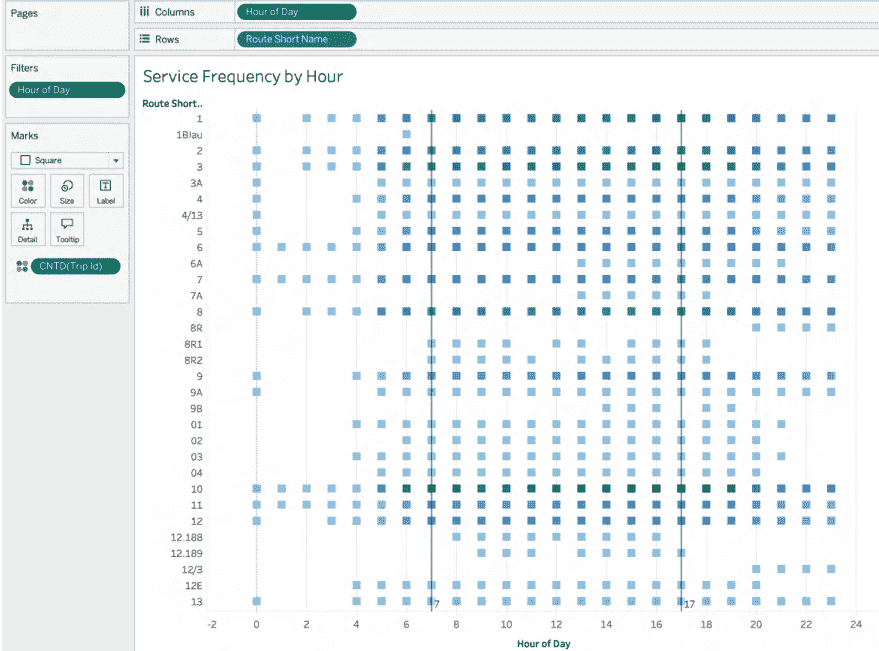 Pages
Columns
Hour of Day
Rows
Route Short Name
Filters
Hour of Day
Marks
Square
Color
Size
Label
Detail
Tooltip
CNTD(Trip Id)
Service Frequency by Hour
Route Short..
1
1Blau
2
3
3A
4
4/13
5
6
6A
7
7A
8
8R
8R1
8R2
9
9A
9B
01
02
03
04
10
11
12
12.188
12.189
12/3
12E
13
7
17
-2 0 2 4 6 8 10 12 14 16 18 20 22 24
Hour of Day